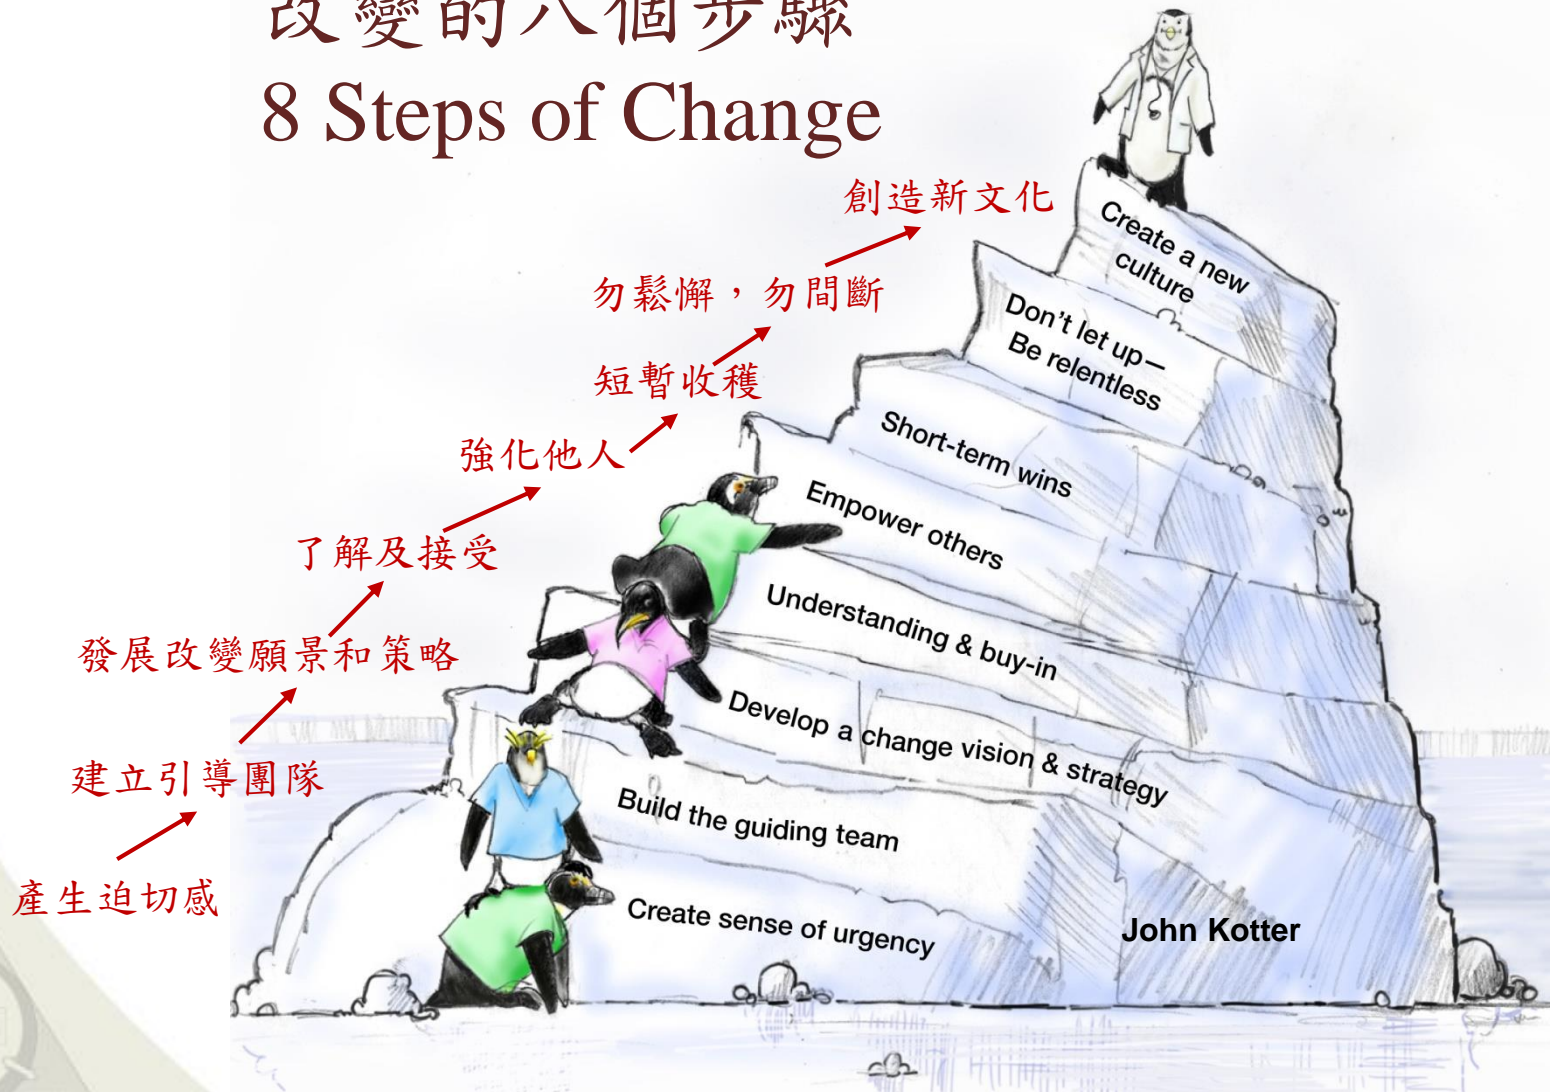 改變的八個步驟
8 Steps of Change
創造新文化
勿鬆懈，勿間斷
短暫收穫
強化他人
了解及接受
發展改變願景和策略
建立引導團隊
產生迫切感
Create a new
culture
Don't let up—
Be relentless
Short-term wins
Empower others
Understanding & buy-in
Develop a change vision & strategy
Build the guiding team
Create sense of urgency
John Kotter